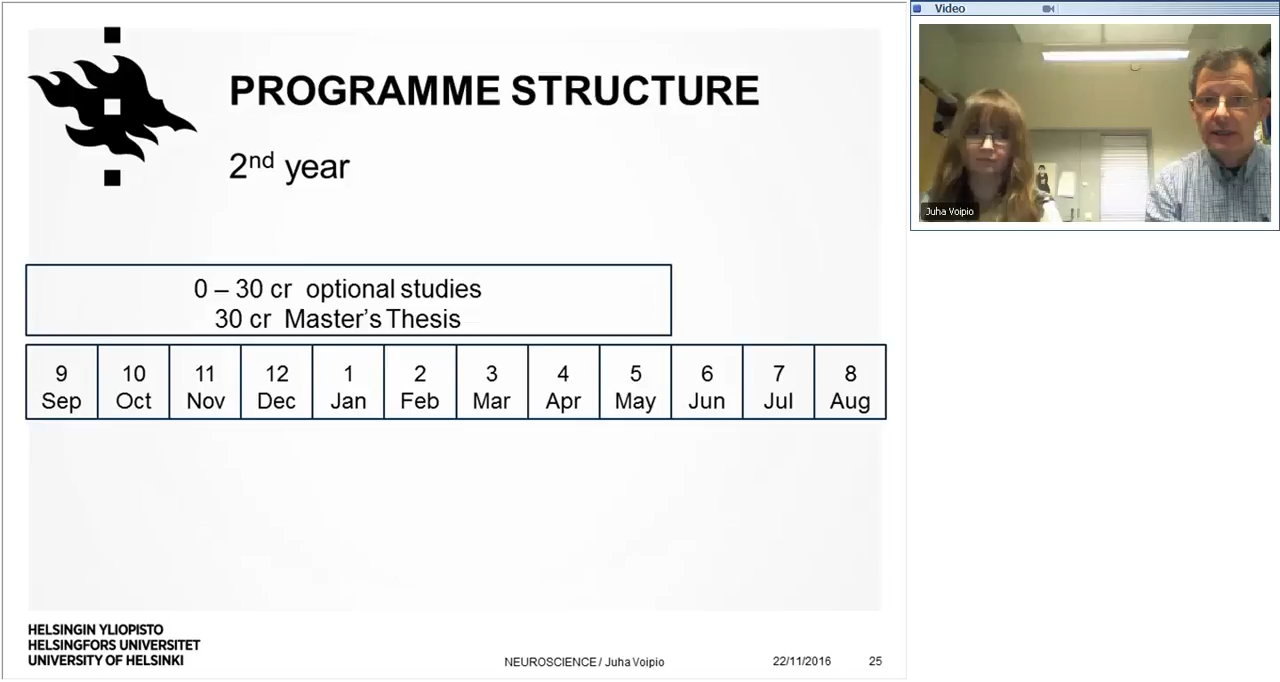 PROGRAMME STRUCTURE
2nd year
0 – 30 cr optional studies
30 cr Master's Thesis
9 10 11 12 1 2 3 4 5 6 7 8
Sep Oct Nov Dec Jan Feb Mar Apr May Jun Jul Aug
HELSINGIN YLIOPISTO
HELSINGFORS UNIVERSITET
UNIVERSITY OF HELSINKI
NEUROSCIENCE / Juha Voipio
22/11/2016
25
Video
Juha Voipio